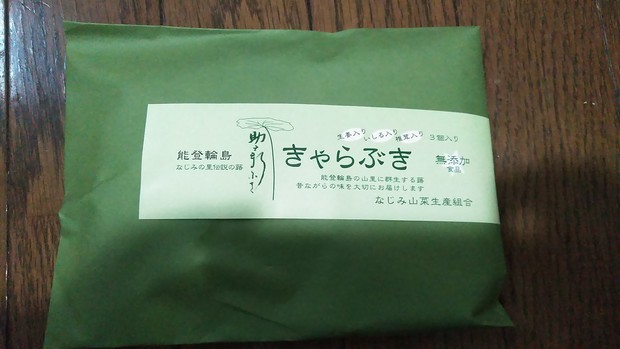 生姜入り いしる入り 椎茸入り 3個入り
能登輪島
なじみの里伝説の蕗
きゃらぶき
無添加
食品
能登輪島の山里に群生する蕗
昔ながらの味を大切にお届けします
なじみ山菜生産組合